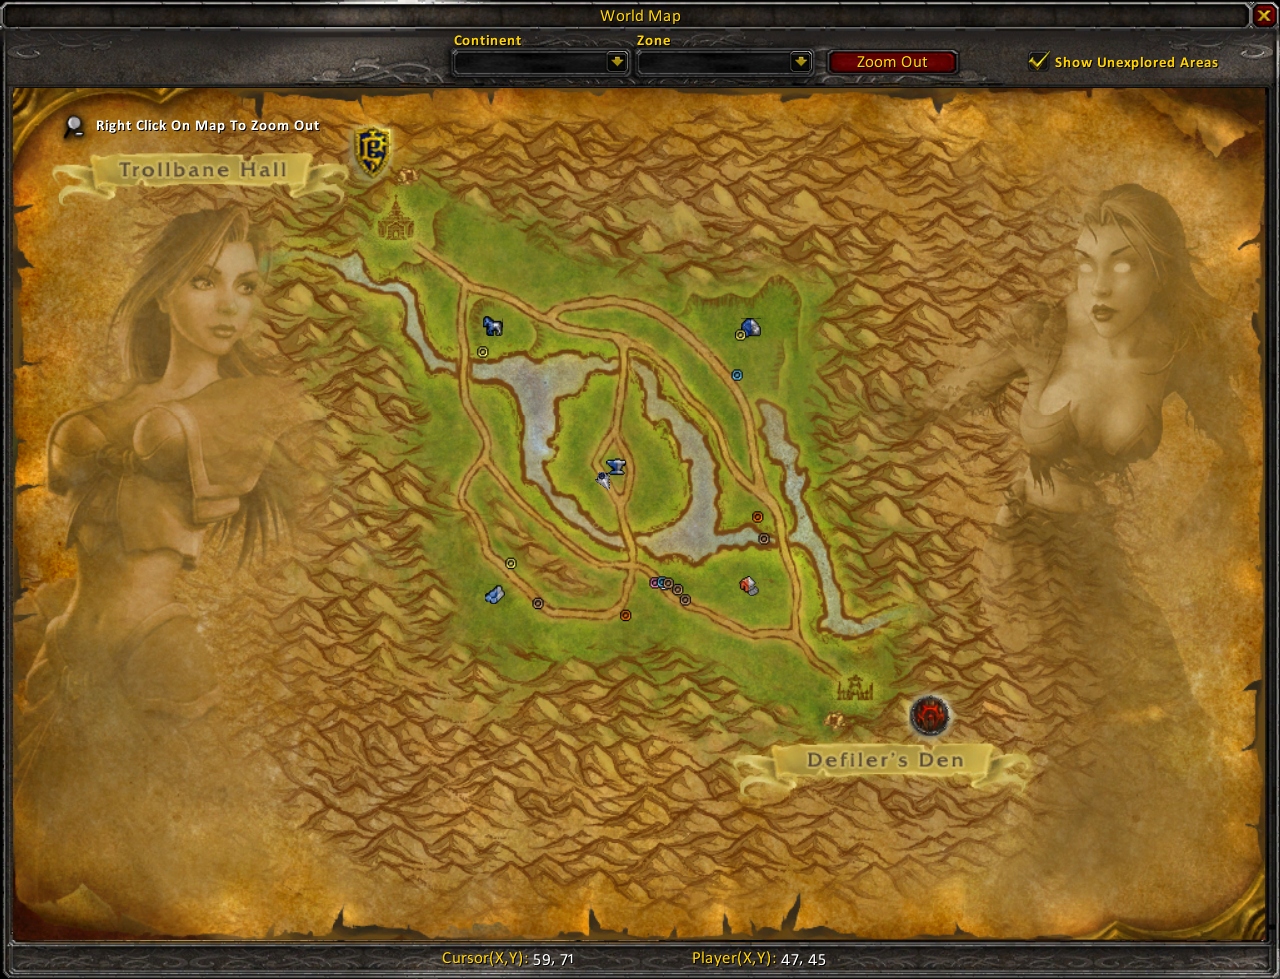 World Map
Continent
Zone
Zoom Out
Show Unexplored Areas
Right Click On Map To Zoom Out
Trollbane Hall
Defiler's Den
Cursor(X,Y): 59, 71
Player(X,Y): 47, 45